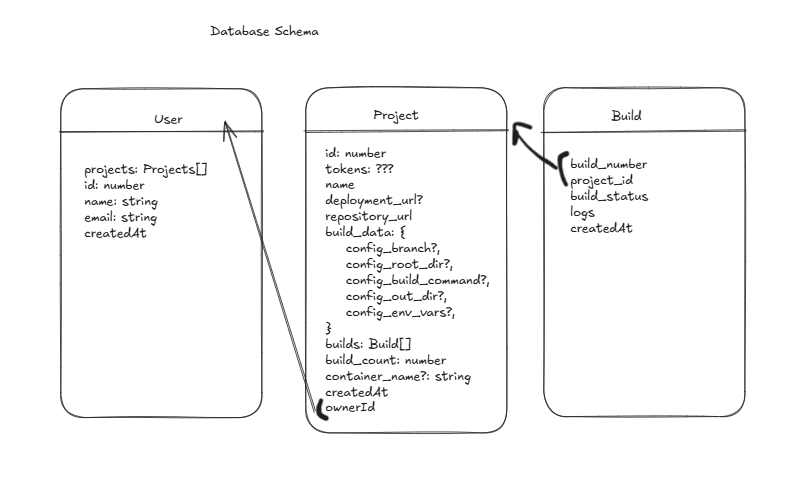 Database Schema
User
projects: Projects[]
id: number
name: string
email: string
createdAt
Project
id: number
tokens: ???
name
deployment_url?
repository_url
build_data: {
config_branch?,
config_root_dir?,
config_build_command?,
config_out_dir?,
config_env_vars?,
}
builds: Build[]
build_count: number
container_name?: string
createdAt
ownerId
Build
build_number
project_id
build_status
logs
createdAt